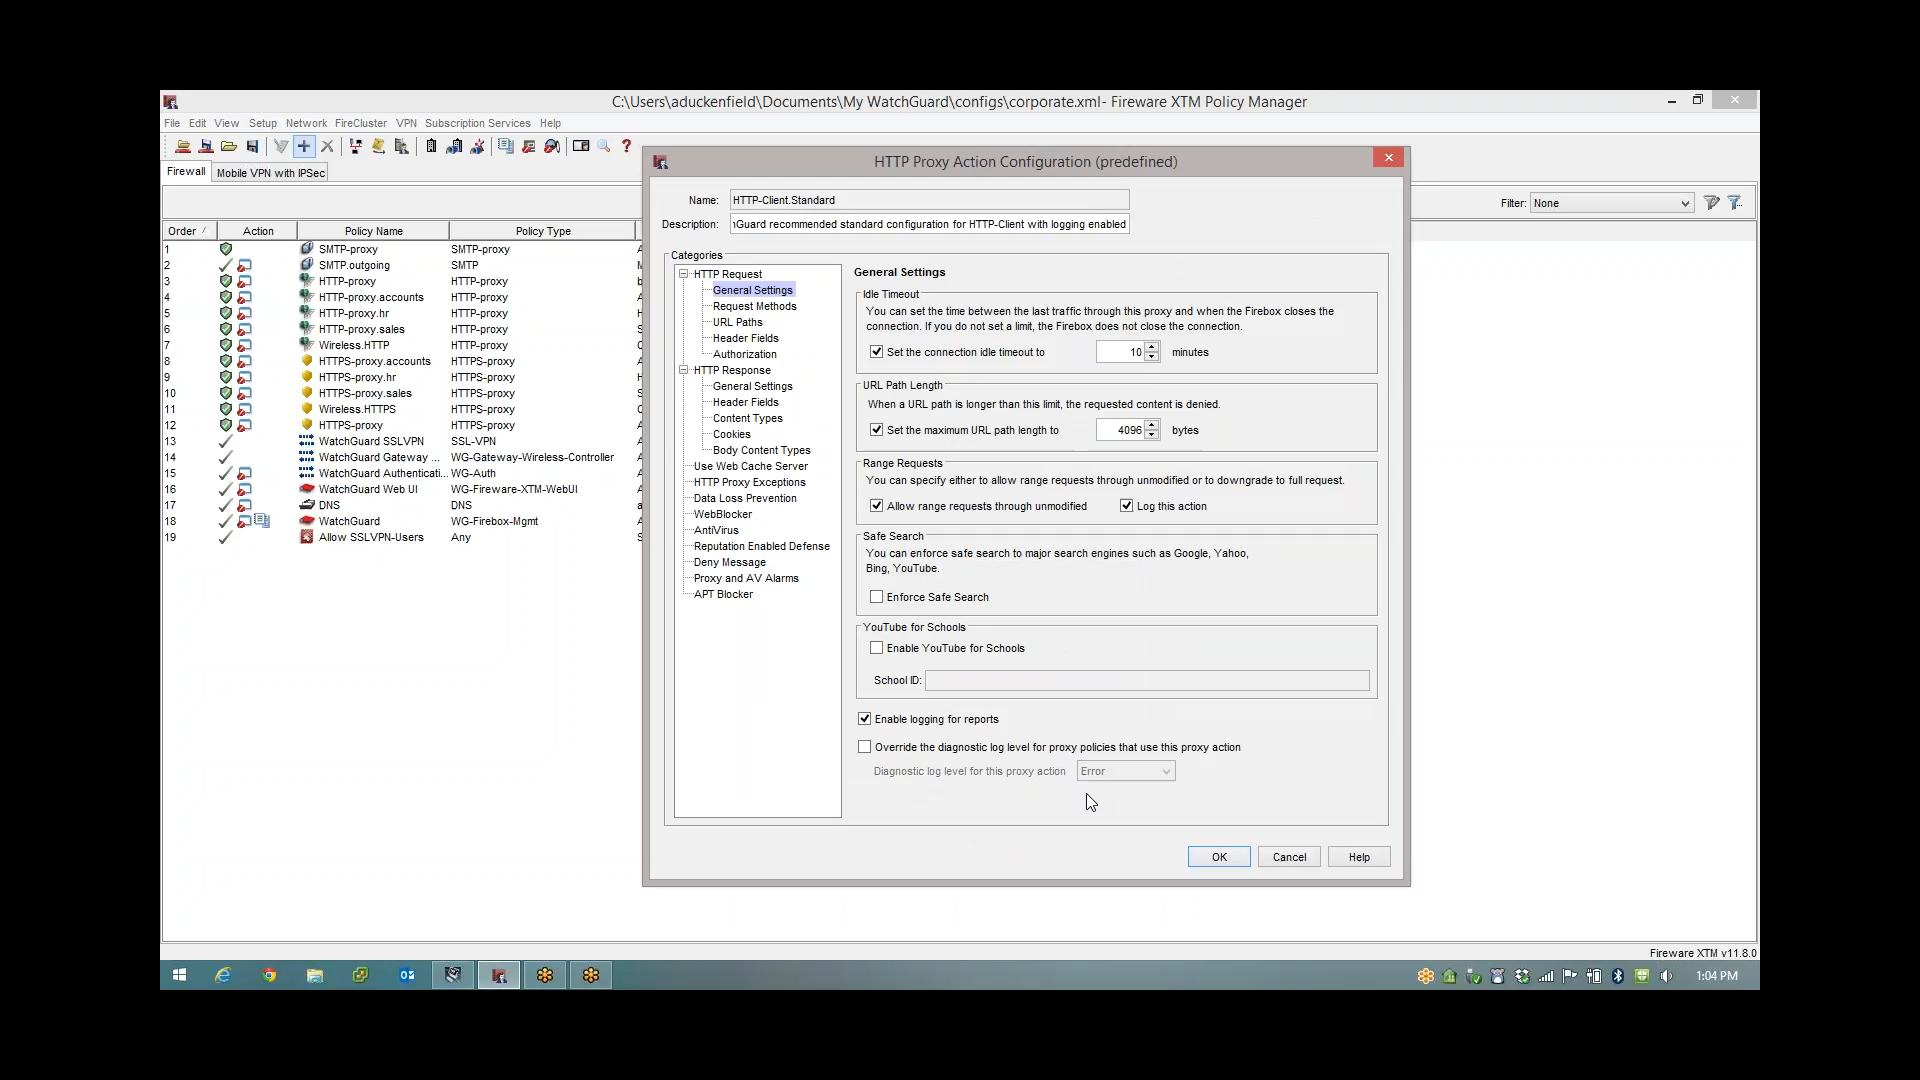 C:\Users\aduckenfield\Documents\My WatchGuard\configs\corporate.xml- Fireware XTM Policy Manager
File Edit View Setup Network FireCluster VPN Subscription Services Help
Firewall Mobile VPN with IPSec
Filter: None
Order / Action Policy Name Policy Type
1 SMTP-proxy SMTP-proxy A
2 SMTP.outgoing SMTP M
3 HTTP-proxy HTTP-proxy b
4 HTTP-proxy.accounts HTTP-proxy A
5 HTTP-proxy.hr HTTP-proxy H
6 HTTP-proxy.sales HTTP-proxy S
7 Wireless.HTTP HTTP-proxy C
8 HTTPS-proxy.accounts HTTPS-proxy A
9 HTTPS-proxy.hr HTTPS-proxy H
10 HTTPS-proxy.sales HTTPS-proxy S
11 Wireless.HTTPS HTTPS-proxy C
12 HTTPS-proxy HTTPS-proxy A
13 WatchGuard SSLVPN SSL-VPN A
14 WatchGuard Gateway ... WG-Gateway-Wireless-Controller A
15 WatchGuard Authenticati... WG-Auth A
16 WatchGuard Web UI WG-Fireware-XTM-WebUI A
17 DNS DNS a
18 WatchGuard WG-Firebox-Mgmt A
19 Allow SSLVPN-Users Any S
HTTP Proxy Action Configuration (predefined)
Name: HTTP-Client.Standard
Description: Guard recommended standard configuration for HTTP-Client with logging enabled
Categories
HTTP Request
General Settings
Request Methods
URL Paths
Header Fields
Authorization
HTTP Response
General Settings
Header Fields
Content Types
Cookies
Body Content Types
Use Web Cache Server
HTTP Proxy Exceptions
Data Loss Prevention
WebBlocker
AntiVirus
Reputation Enabled Defense
Deny Message
Proxy and AV Alarms
APT Blocker
General Settings
Idle Timeout
You can set the time between the last traffic through this proxy and when the Firebox closes the
connection. If you do not set a limit, the Firebox does not close the connection.
Set the connection idle timeout to 10 minutes
URL Path Length
When a URL path is longer than this limit, the requested content is denied.
Set the maximum URL path length to 4096 bytes
Range Requests
You can specify either to allow range requests through unmodified or to downgrade to full request.
Allow range requests through unmodified Log this action
Safe Search
You can enforce safe search to major search engines such as Google, Yahoo,
Bing, YouTube.
Enforce Safe Search
YouTube for Schools
Enable YouTube for Schools
School ID:
Enable logging for reports
Override the diagnostic log level for proxy policies that use this proxy action
Diagnostic log level for this proxy action Error
OK Cancel Help
Fireware XTM v11.8.0
1:04 PM